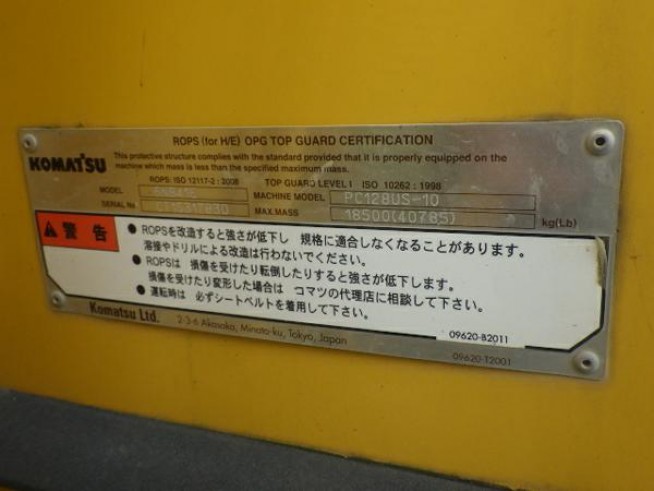 ROPS (for H/E) OPG TOP GUARD CERTIFICATION
KOMATSU
This protective structure complies with the standard provided that it is properly equipped on the
machine which mass is less than the specified maximum mass.
ROPS: ISO 12117-2 : 2008 TOP GUARD LEVEL I ISO 10262 : 1998
MODEL MACHINE MODEL PC128US-10
SERIAL No. MAX.MASS 18500(40785) kg(Lb)
警告
● ROPSを改造すると強さが低下し 規格に適合しなくなることがあります。
溶接やドリルによる改造は行わないでください。
● ROPSは 損傷を受けたり転倒したりすると強さが低下します。
損傷を受けたり変形した場合は コマツの代理店に相談して下さい。
● 運転時は 必ずシートベルトを着用して下さい。
09620-B2011
Komatsu Ltd. 2-3-6 Akasaka, Minato-ku, Tokyo, Japan
09620-T2001